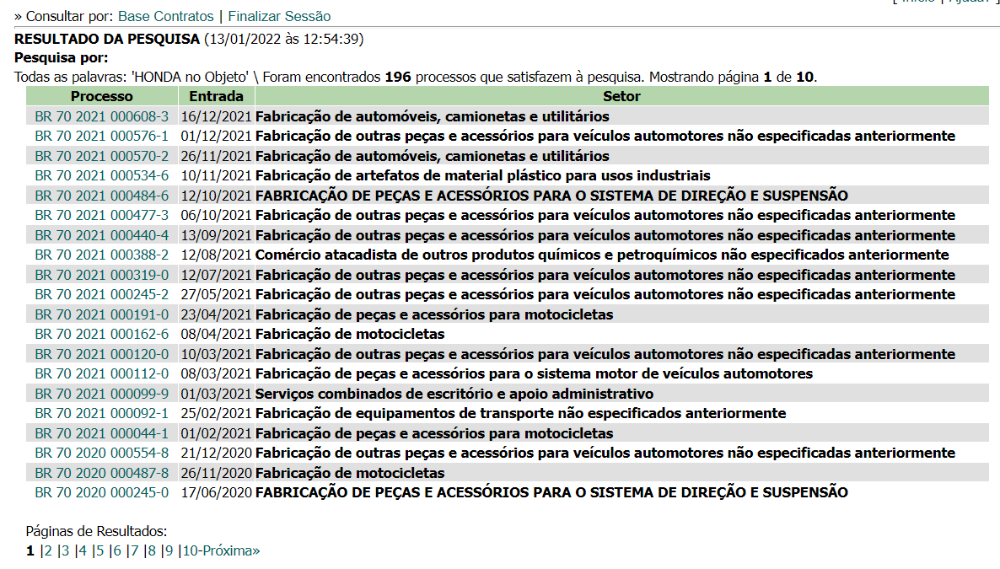 [ Início | Ajuda? ]
» Consultar por: Base Contratos | Finalizar Sessão
RESULTADO DA PESQUISA (13/01/2022 às 12:54:39)
Pesquisa por:
Todas as palavras: 'HONDA no Objeto' \ Foram encontrados 196 processos que satisfazem à pesquisa. Mostrando página 1 de 10.
Processo Entrada Setor
BR 70 2021 000608-3 16/12/2021 Fabricação de automóveis, camionetas e utilitários
BR 70 2021 000576-1 01/12/2021 Fabricação de outras peças e acessórios para veículos automotores não especificadas anteriormente
BR 70 2021 000570-2 26/11/2021 Fabricação de automóveis, camionetas e utilitários
BR 70 2021 000534-6 10/11/2021 Fabricação de artefatos de material plástico para usos industriais
BR 70 2021 000484-6 12/10/2021 FABRICAÇÃO DE PEÇAS E ACESSÓRIOS PARA O SISTEMA DE DIREÇÃO E SUSPENSÃO
BR 70 2021 000477-3 06/10/2021 Fabricação de outras peças e acessórios para veículos automotores não especificadas anteriormente
BR 70 2021 000440-4 13/09/2021 Fabricação de outras peças e acessórios para veículos automotores não especificadas anteriormente
BR 70 2021 000388-2 12/08/2021 Comércio atacadista de outros produtos químicos e petroquímicos não especificados anteriormente
BR 70 2021 000319-0 12/07/2021 Fabricação de outras peças e acessórios para veículos automotores não especificadas anteriormente
BR 70 2021 000245-2 27/05/2021 Fabricação de outras peças e acessórios para veículos automotores não especificadas anteriormente
BR 70 2021 000191-0 23/04/2021 Fabricação de peças e acessórios para motocicletas
BR 70 2021 000162-6 08/04/2021 Fabricação de motocicletas
BR 70 2021 000120-0 10/03/2021 Fabricação de outras peças e acessórios para veículos automotores não especificadas anteriormente
BR 70 2021 000112-0 08/03/2021 Fabricação de peças e acessórios para o sistema motor de veículos automotores
BR 70 2021 000099-9 01/03/2021 Serviços combinados de escritório e apoio administrativo
BR 70 2021 000092-1 25/02/2021 Fabricação de equipamentos de transporte não especificados anteriormente
BR 70 2021 000044-1 01/02/2021 Fabricação de peças e acessórios para motocicletas
BR 70 2020 000554-8 21/12/2020 Fabricação de outras peças e acessórios para veículos automotores não especificadas anteriormente
BR 70 2020 000487-8 26/11/2020 Fabricação de motocicletas
BR 70 2020 000245-0 17/06/2020 FABRICAÇÃO DE PEÇAS E ACESSÓRIOS PARA O SISTEMA DE DIREÇÃO E SUSPENSÃO
Páginas de Resultados:
1 |2 |3 |4 |5 |6 |7 |8 |9 |10-Próxima»